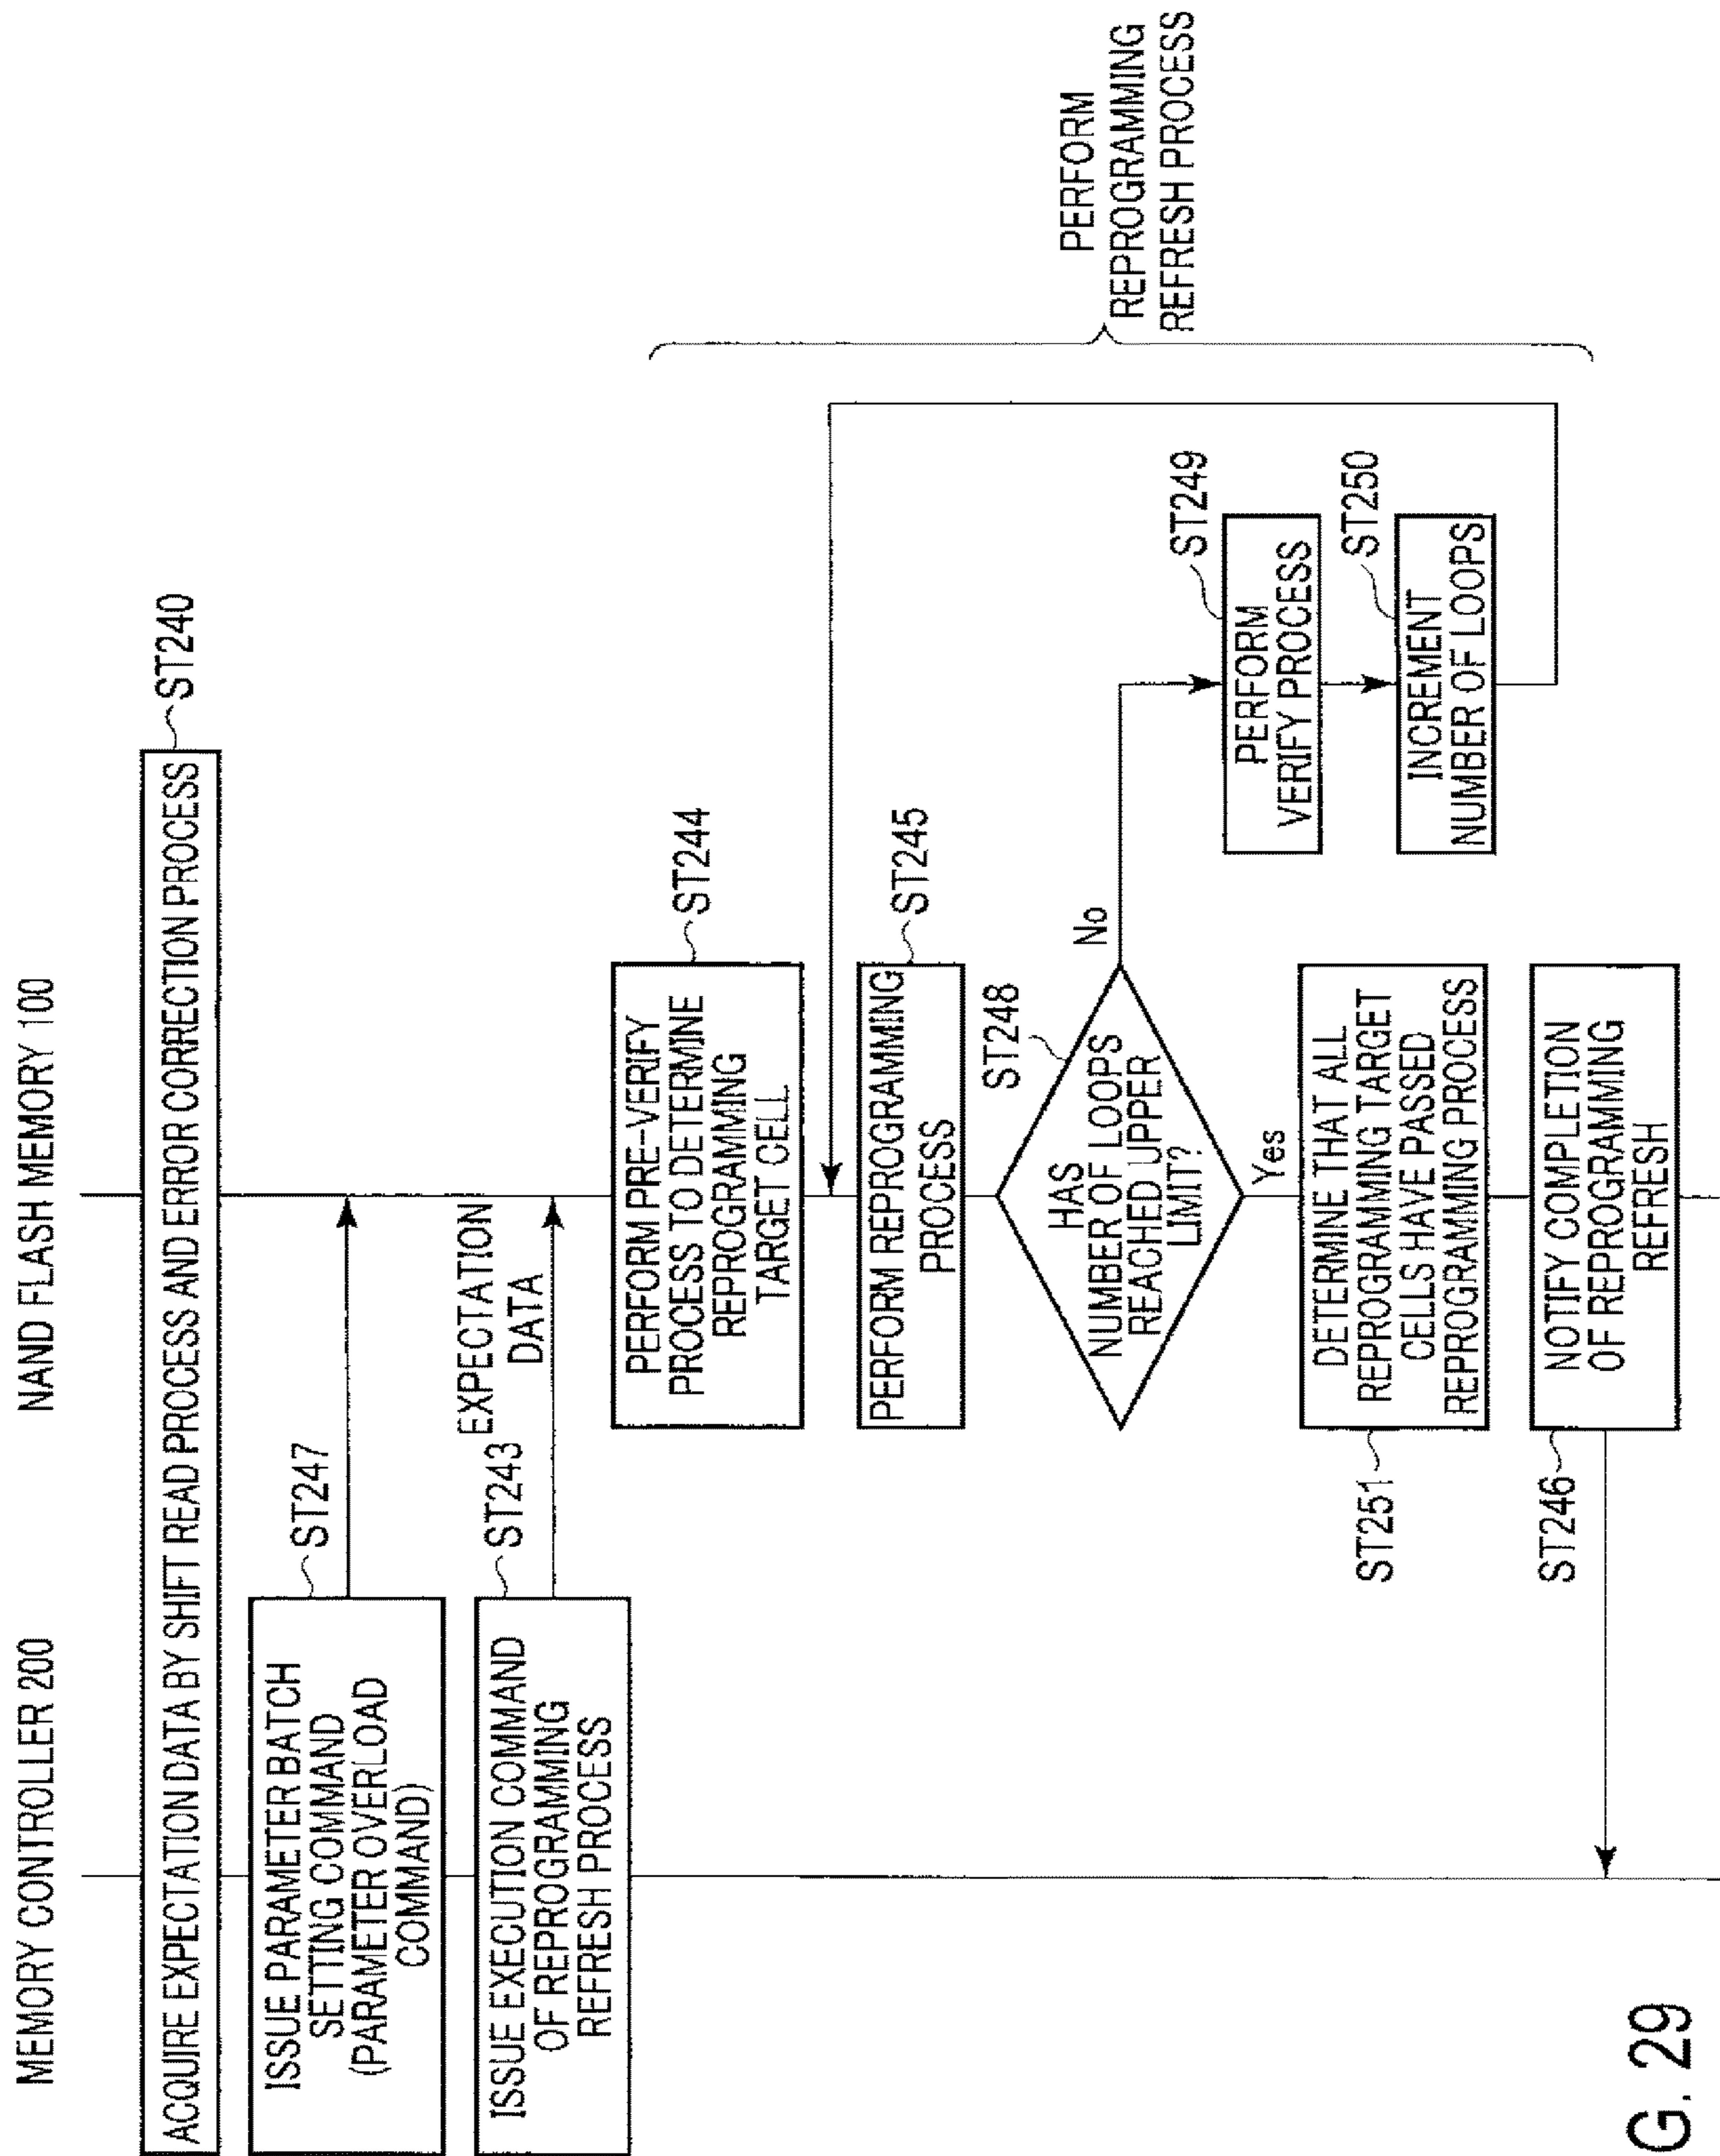 MEMORY CONTROLLER 200
NAND FLASH MEMORY 100
ACQUIRE EXPECTATION DATA BY SHIFT READ PROCESS AND ERROR CORRECTION PROCESS
ST240
ISSUE PARAMETER BATCH
SETTING COMMAND
(PARAMETER OVERLOAD
COMMAND)
ST247
ISSUE EXECUTION COMMAND
OF REPROGRAMMING
REFRESH PROCESS
ST243
EXPECTATION
DATA
PERFORM PRE-VERIFY
PROCESS TO DETERMINE
REPROGRAMMING
TARGET CELL
ST244
PERFORM REPROGRAMMING
PROCESS
ST245
ST248
HAS
NUMBER OF LOOPS
REACHED UPPER
LIMIT?
No
Yes
PERFORM
VERIFY PROCESS
ST249
INCREMENT
NUMBER OF LOOPS
ST250
PERFORM
REPROGRAMMING
REFRESH PROCESS
DETERMINE THAT ALL
REPROGRAMMING TARGET
CELLS HAVE PASSED
REPROGRAMMING PROCESS
ST251
NOTIFY COMPLETION
OF REPROGRAMMING
REFRESH
ST246
G. 29